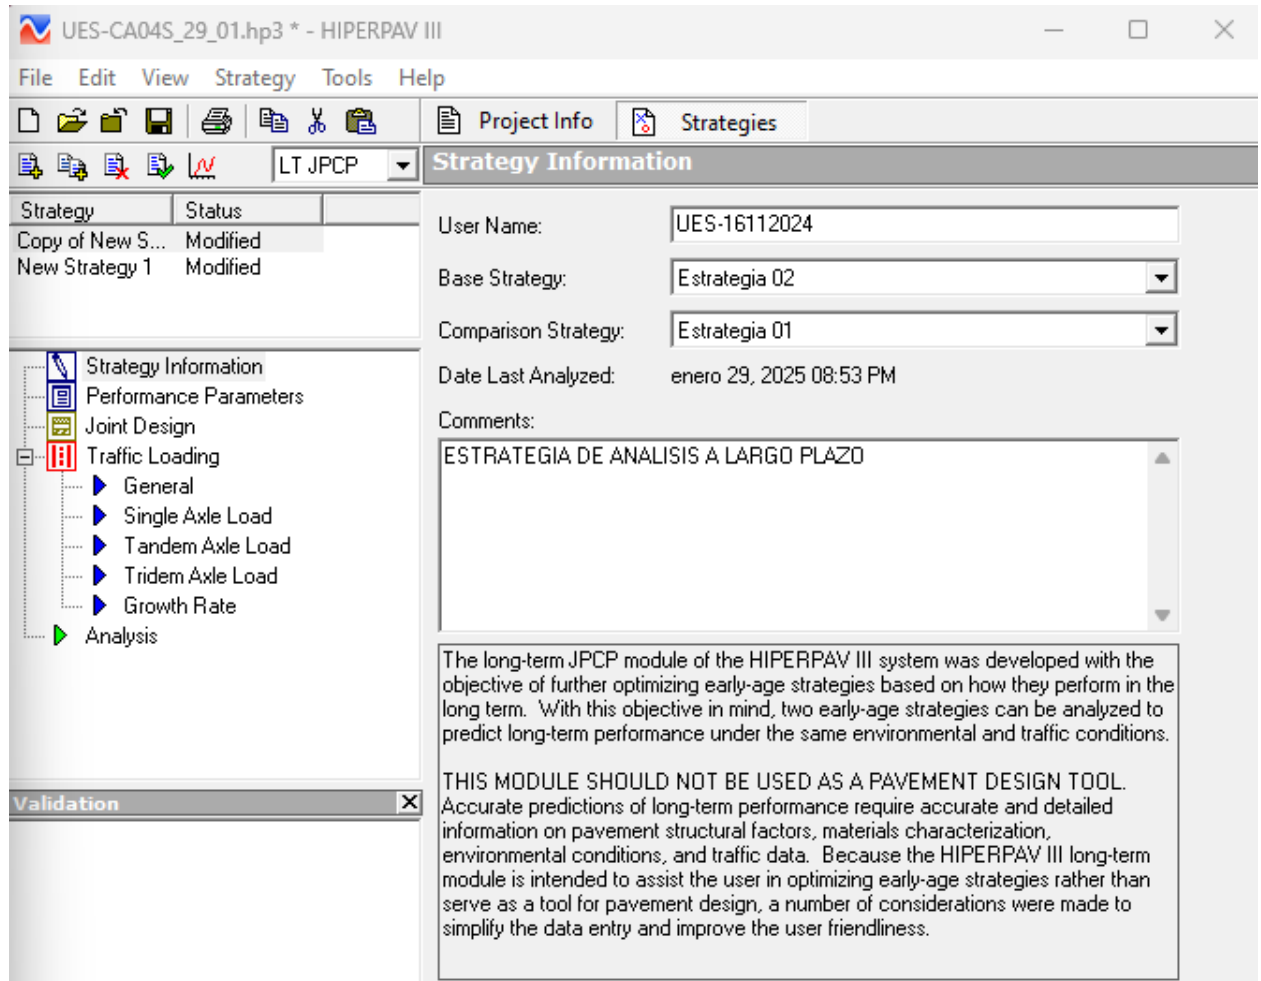 UES-CA04S_29_01.hp3 * - HIPERPAV III
File Edit View Strategy Tools Help
Project Info Strategies
LT JPCP
Strategy Information
Strategy Status
Copy of New S... Modified
New Strategy 1 Modified
User Name: UES-16112024
Base Strategy: Estrategia 02
Comparison Strategy: Estrategia 01
Date Last Analyzed: enero 29, 2025 08:53 PM
Comments:
ESTRATEGIA DE ANALISIS A LARGO PLAZO
Strategy Information
Performance Parameters
Joint Design
Traffic Loading
General
Single Axle Load
Tandem Axle Load
Tridem Axle Load
Growth Rate
Analysis
The long-term JPCP module of the HIPERPAV III system was developed with the
objective of further optimizing early-age strategies based on how they perform in the
long term. With this objective in mind, two early-age strategies can be analyzed to
predict long-term performance under the same environmental and traffic conditions.
THIS MODULE SHOULD NOT BE USED AS A PAVEMENT DESIGN TOOL.
Accurate predictions of long-term performance require accurate and detailed
information on pavement structural factors, materials characterization,
environmental conditions, and traffic data. Because the HIPERPAV III long-term
module is intended to assist the user in optimizing early-age strategies rather than
serve as a tool for pavement design, a number of considerations were made to
simplify the data entry and improve the user friendliness.
Validation